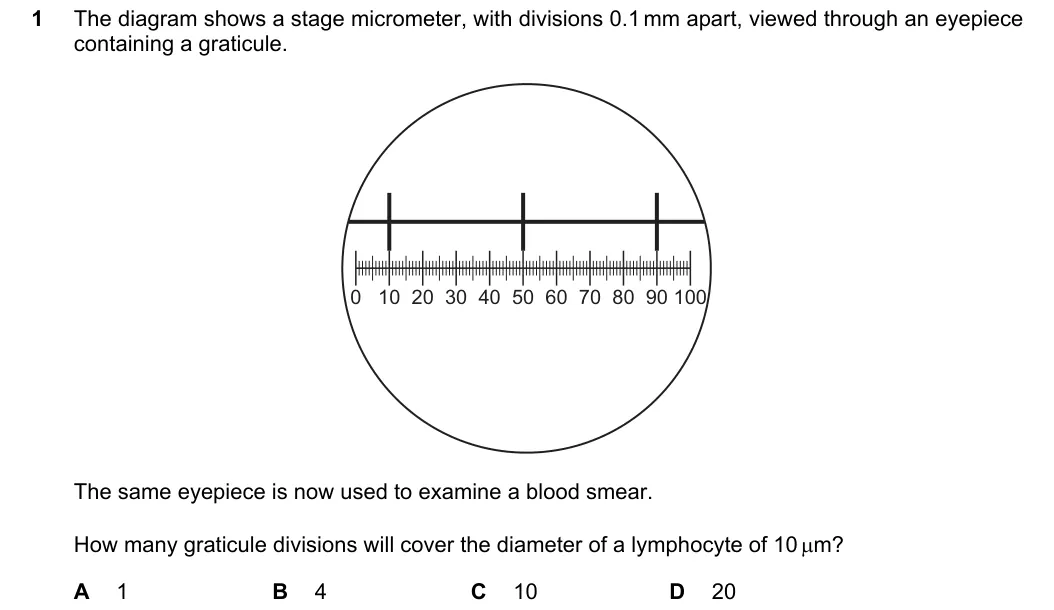 1 The diagram shows a stage micrometer, with divisions 0.1 mm apart, viewed through an eyepiece
containing a graticule.
0 10 20 30 40 50 60 70 80 90 100
The same eyepiece is now used to examine a blood smear.
How many graticule divisions will cover the diameter of a lymphocyte of 10 μm?
A 1 B 4 C 10 D 20